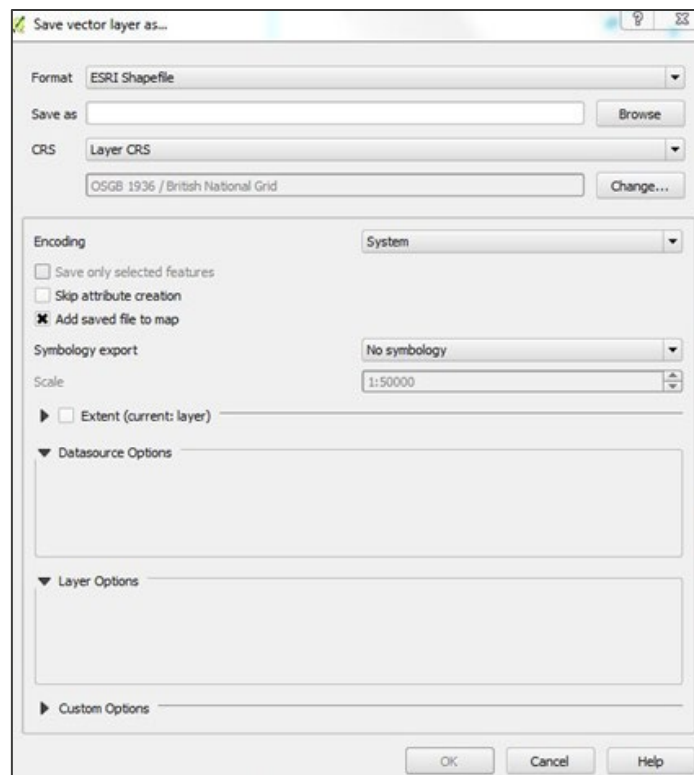 Save vector layer as...
Format ESRI Shapefile
Save as Browse
CRS Layer CRS
OSGB 1936 / British National Grid Change...
Encoding System
Save only selected features
Skip attribute creation
Add saved file to map
Symbology export No symbology
Scale 1:50000
Extent (current: layer)
Datasource Options
Layer Options
Custom Options
OK Cancel Help